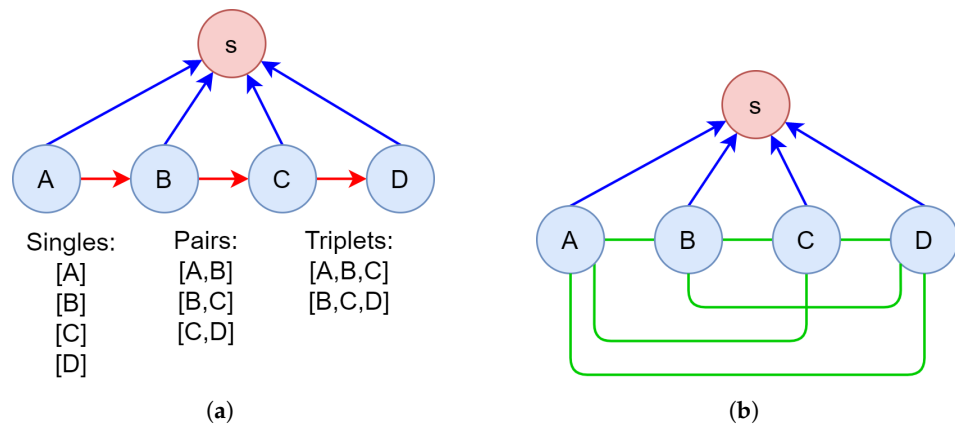 s
A
B
C
D
Singles:
[A]
[B]
[C]
[D]
Pairs:
[A,B]
[B,C]
[C,D]
Triplets:
[A,B,C]
[B,C,D]
(a)
s
A
B
C
D
(b)